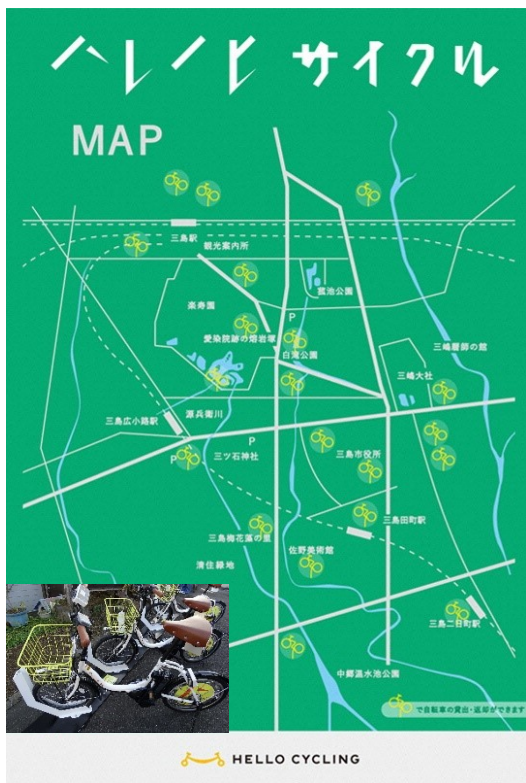 ハレノヒ サイクル
MAP
三島駅
観光案内所
楽寿園
菰池公園
P
愛染院跡の熔岩塚
白滝公園
三嶋暦師の館
三嶋大社
源兵衛川
三島広小路駅
P
三ツ石神社
P
三島市役所
三島田町駅
三島梅花藻の里
佐野美術館
清住緑地
三島二日町駅
中郷温水池公園
で自転車の貸出・返却ができます
HELLO CYCLING